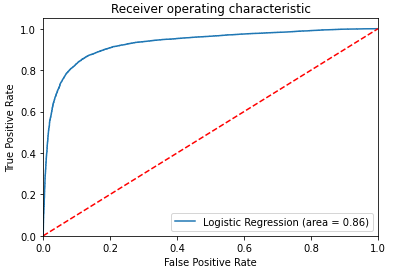 Receiver operating characteristic
True Positive Rate
1.0
0.8
0.6
0.4
0.2
0.0
Logistic Regression (area = 0.86)
0.0 0.2 0.4 0.6 0.8 1.0
False Positive Rate